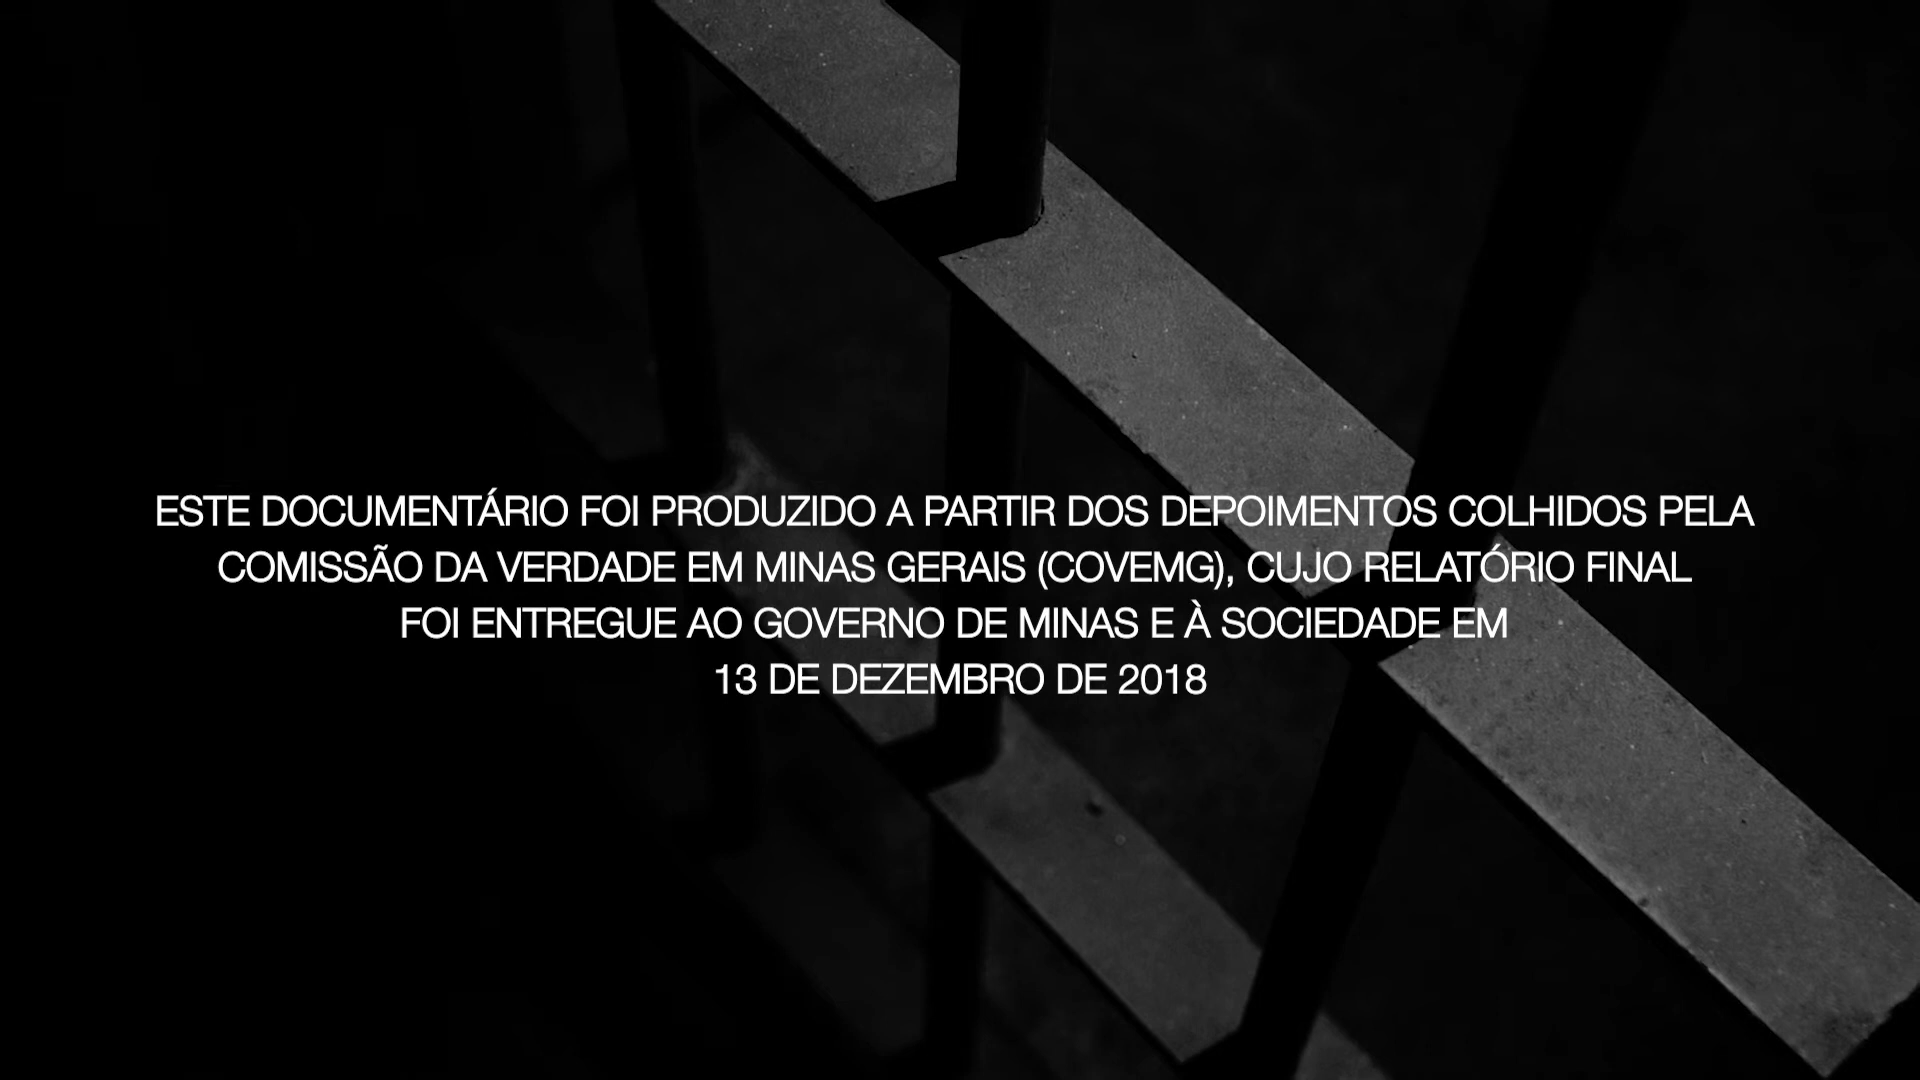 ESTE DOCUMENTÁRIO FOI PRODUZIDO A PARTIR DOS DEPOIMENTOS COLHIDOS PELA
COMISSÃO DA VERDADE EM MINAS GERAIS (COVEMG), CUJO RELATÓRIO FINAL
FOI ENTREGUE AO GOVERNO DE MINAS E À SOCIEDADE EM
13 DE DEZEMBRO DE 2018